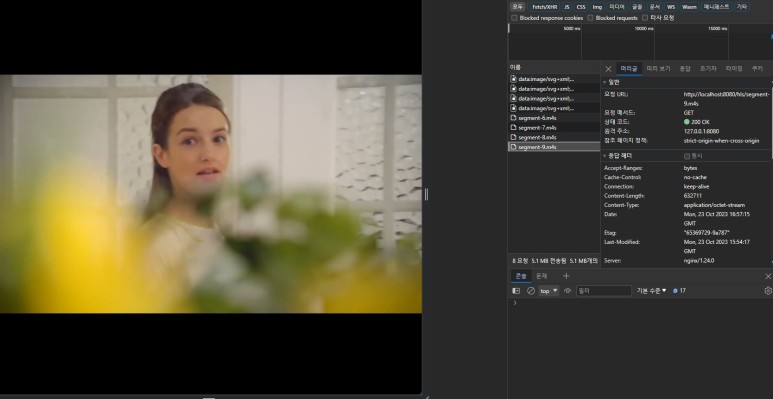 모두 Fetch/XHR JS CSS Img 미디어 글꼴 문서 WS Wasm 매니페스트 기타
Blocked response cookies Blocked requests 타사 요청
5000 ms 10000 ms 15000 ms
이름
data:image/svg+xml;...
data:image/svg+xml;...
data:image/svg+xml;...
data:image/svg+xml;...
segment-6.m4s
segment-7.m4s
segment-8.m4s
segment-9.m4s
8 요청 5.1 MB 전송됨 5.1 MB개의
머리글 미리 보기 응답 초기자 타이밍 쿠키
일반
요청 URL: http://localhost:8080/hls/segment-
9.m4s
요청 메서드: GET
상태 코드: 200 OK
원격 주소: 127.0.0.1:8080
참조 페이지 정책: strict-origin-when-cross-origin
응답 헤더
원시
Accept-Ranges: bytes
Cache-Control: no-cache
Connection: keep-alive
Content-Length: 632711
Content-Type: application/octet-stream
Date: Mon, 23 Oct 2023 16:57:15
GMT
Etag: "65369729-9a787"
Last-Modified: Mon, 23 Oct 2023 15:54:17
GMT
Server: nginx/1.24.0
콘솔 문제
top 필터 기본 수준 17